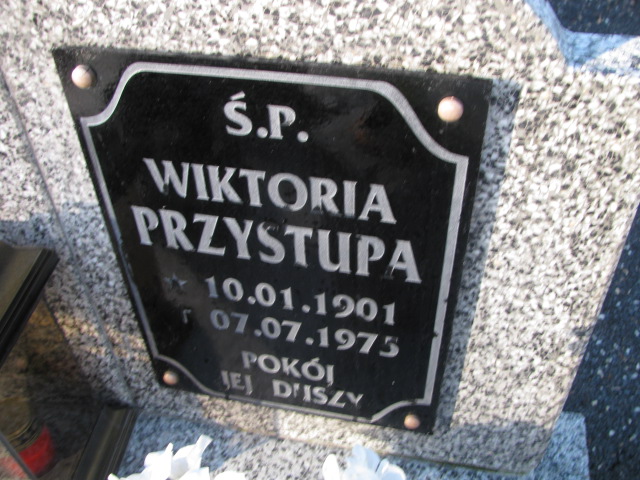 Ś.P.
WIKTORIA
PRZYSTUPA
10.01.1901
07.07.1975
POKÓJ
JEJ DUSZY